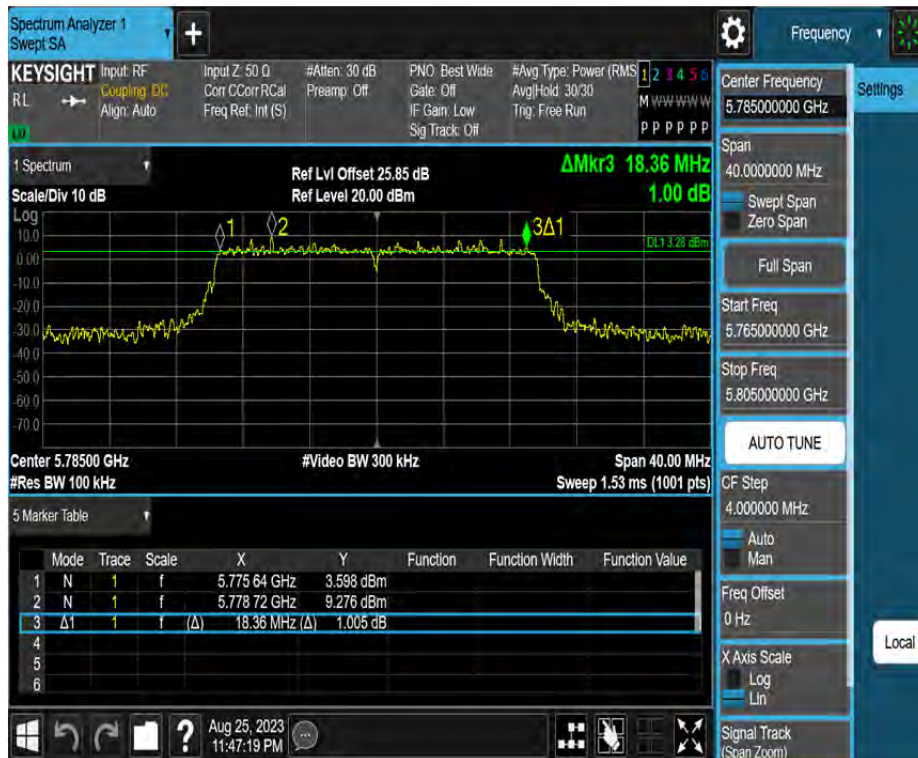 Spectrum Analyzer 1
Swept SA
Frequency
KEYSIGHT
RL
Input: RF
Coupling: DC
Align: Auto
Input Z: 50 Ω
Corr CCorr RCal
Freq Ref: Int (S)
#Atten: 30 dB
Preamp: Off
PNO: Best Wide
Gate: Off
IF Gain: Low
Sig Track: Off
#Avg Type: Power (RMS
Avg|Hold: 30/30
Trig: Free Run
1 2 3 4 5 6
M W W W W W
P P P P P P
1 Spectrum
Scale/Div 10 dB
Ref Lvl Offset 25.85 dB
Ref Level 20.00 dBm
ΔMkr3 18.36 MHz
1.00 dB
Log
10.0
0.00
-10.0
-20.0
-30.0
-40.0
-50.0
-60.0
-70.0
1
2
3Δ1
DL1 3.28 dBm
Center 5.78500 GHz
#Video BW 300 kHz
Span 40.00 MHz
#Res BW 100 kHz
Sweep 1.53 ms (1001 pts)
5 Marker Table
Mode Trace Scale X Y Function Function Width Function Value
1 N 1 f 5.775 64 GHz 3.598 dBm
2 N 1 f 5.778 72 GHz 9.276 dBm
3 Δ1 1 f (Δ) 18.36 MHz (Δ) 1.005 dB
4
5
6
Aug 25, 2023
11:47:19 PM
Center Frequency
5.785000000 GHz
Span
40.0000000 MHz
Swept Span
Zero Span
Full Span
Start Freq
5.765000000 GHz
Stop Freq
5.805000000 GHz
AUTO TUNE
CF Step
4.000000 MHz
Auto
Man
Freq Offset
0 Hz
X Axis Scale
Log
Lin
Signal Track
(Span Zoom)
Settings
Local